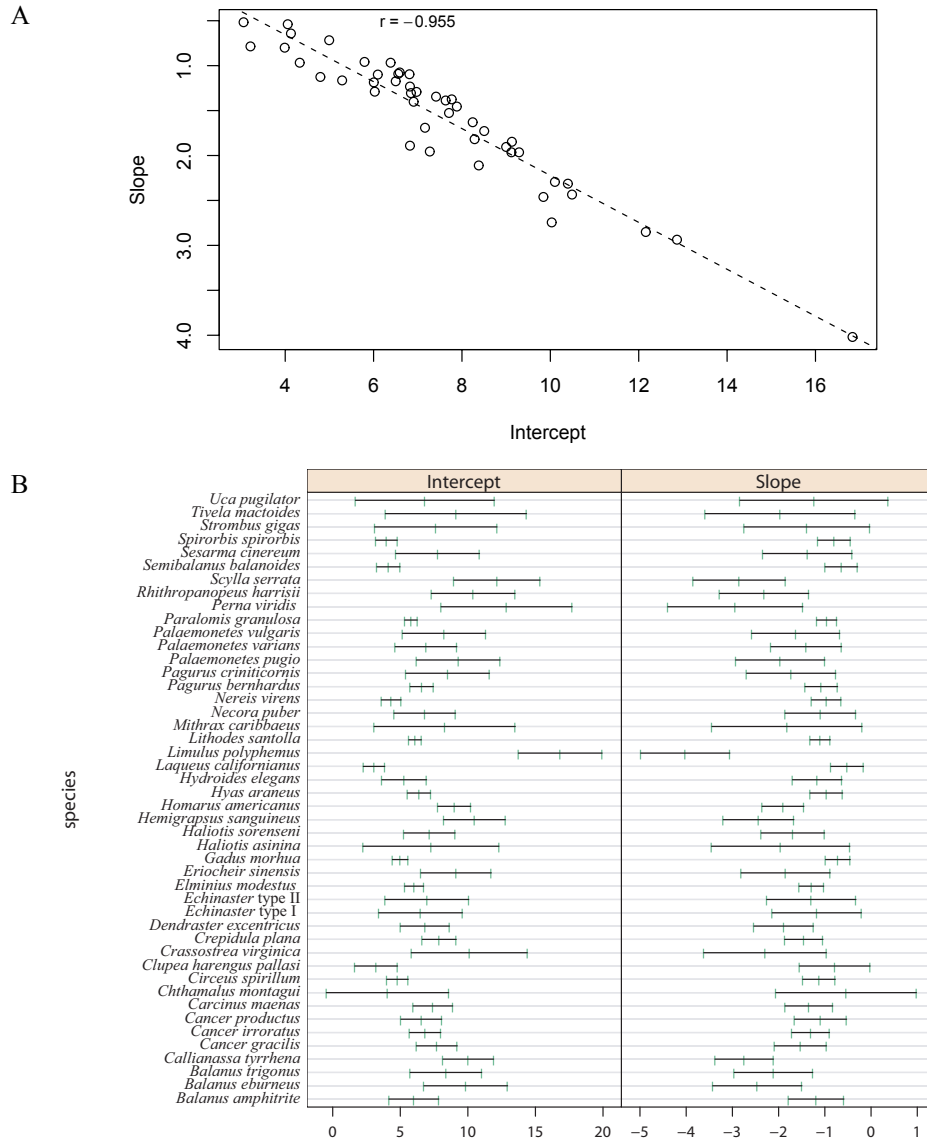 A
r = −0.955
1.0
2.0
3.0
4.0
Slope
4 6 8 10 12 14 16
Intercept
B
Intercept Slope
species
Uca pugilator
Tivela mactoides
Strombus gigas
Spirorbis spirorbis
Sesarma cinereum
Semibalanus balanoides
Scylla serrata
Rhithropanopeus harrisii
Perna viridis
Paralomis granulosa
Palaemonetes vulgaris
Palaemonetes varians
Palaemonetes pugio
Pagurus criniticornis
Pagurus bernhardus
Nereis virens
Necora puber
Mithrax caribbaeus
Lithodes santolla
Limulus polyphemus
Laqueus californianus
Hydroides elegans
Hyas araneus
Homarus americanus
Hemigrapsus sanguineus
Haliotis sorenseni
Haliotis asinina
Gadus morhua
Eriocheir sinensis
Elminius modestus
Echinaster type II
Echinaster type I
Dendraster excentricus
Crepidula plana
Crassostrea virginica
Clupea harengus pallasi
Circeus spirillum
Chthamalus montagui
Carcinus maenas
Cancer productus
Cancer irroratus
Cancer gracilis
Callianassa tyrrhena
Balanus trigonus
Balanus eburneus
Balanus amphitrite
0 5 10 15 20 −5 −4 −3 −2 −1 0 1